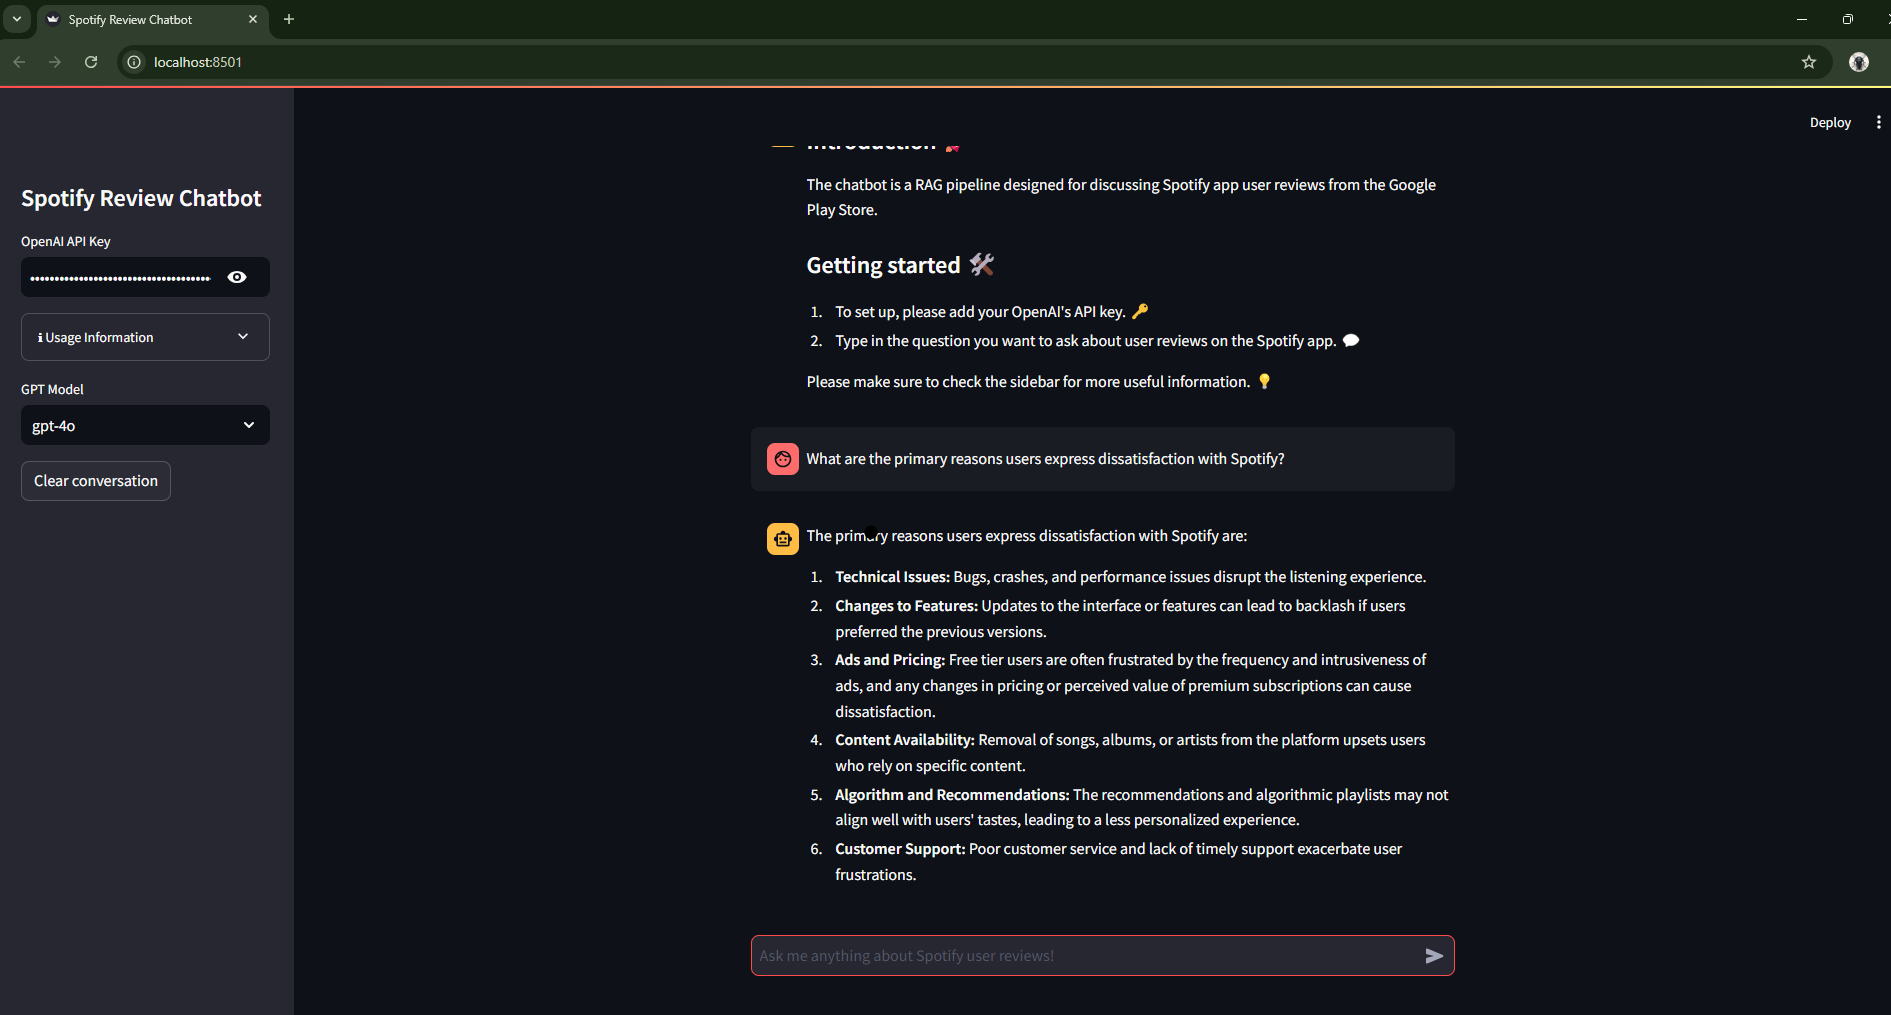 Spotify Review Chatbot
localhost:8501
Deploy
Spotify Review Chatbot
OpenAI API Key
Usage Information
GPT Model
gpt-4o
Clear conversation
Introduction 🚀
The chatbot is a RAG pipeline designed for discussing Spotify app user reviews from the Google
Play Store.
Getting started 🛠️
1. To set up, please add your OpenAI's API key. 🔑
2. Type in the question you want to ask about user reviews on the Spotify app. 💬
Please make sure to check the sidebar for more useful information. 💡
What are the primary reasons users express dissatisfaction with Spotify?
The primary reasons users express dissatisfaction with Spotify are:
1. Technical Issues: Bugs, crashes, and performance issues disrupt the listening experience.
2. Changes to Features: Updates to the interface or features can lead to backlash if users
preferred the previous versions.
3. Ads and Pricing: Free tier users are often frustrated by the frequency and intrusiveness of
ads, and any changes in pricing or perceived value of premium subscriptions can cause
dissatisfaction.
4. Content Availability: Removal of songs, albums, or artists from the platform upsets users
who rely on specific content.
5. Algorithm and Recommendations: The recommendations and algorithmic playlists may not
align well with users' tastes, leading to a less personalized experience.
6. Customer Support: Poor customer service and lack of timely support exacerbate user
frustrations.
Ask me anything about Spotify user reviews!